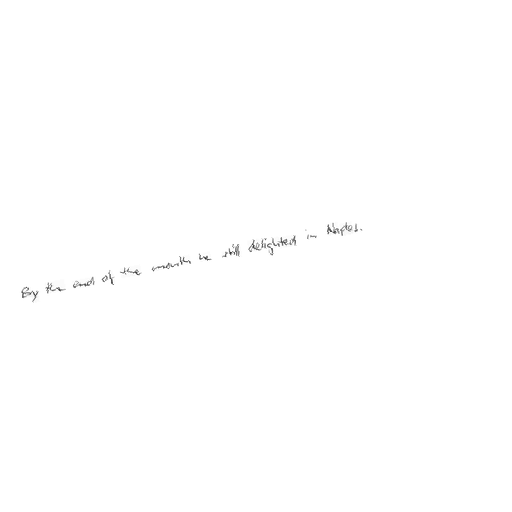 By the end of the month he still delighted in Naples.